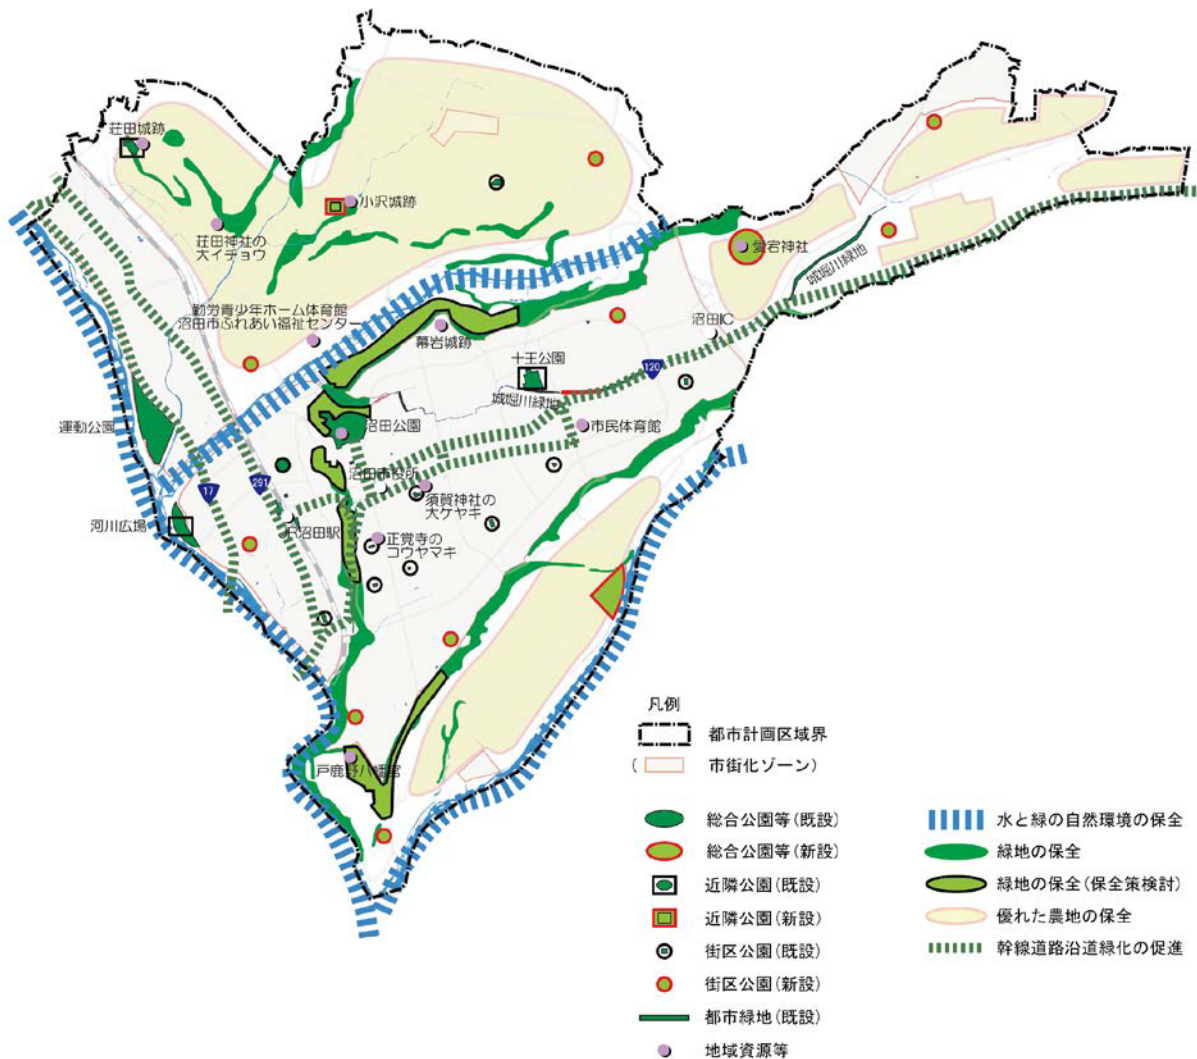 荘田城跡
小沢城跡
荘田神社の
大イチョウ
愛宕神社
城堀川緑地
勤労青少年ホーム体育館
沼田市ふれあい福祉センター
幕岩城跡
沼田IC
十王公園
120
城堀川緑地
運動公園
沼田公園
市民体育館
沼田市役所
17
291
須賀神社の
大ケヤキ
河川広場
JR沼田駅
正覚寺の
コウヤマキ
戸鹿野八幡宮
凡例
都市計画区域界
( 市街化ゾーン)
総合公園等(既設)
総合公園等(新設)
近隣公園(既設)
近隣公園(新設)
街区公園(既設)
街区公園(新設)
都市緑地(既設)
地域資源等
水と緑の自然環境の保全
緑地の保全
緑地の保全(保全策検討)
優れた農地の保全
幹線道路沿道緑化の促進